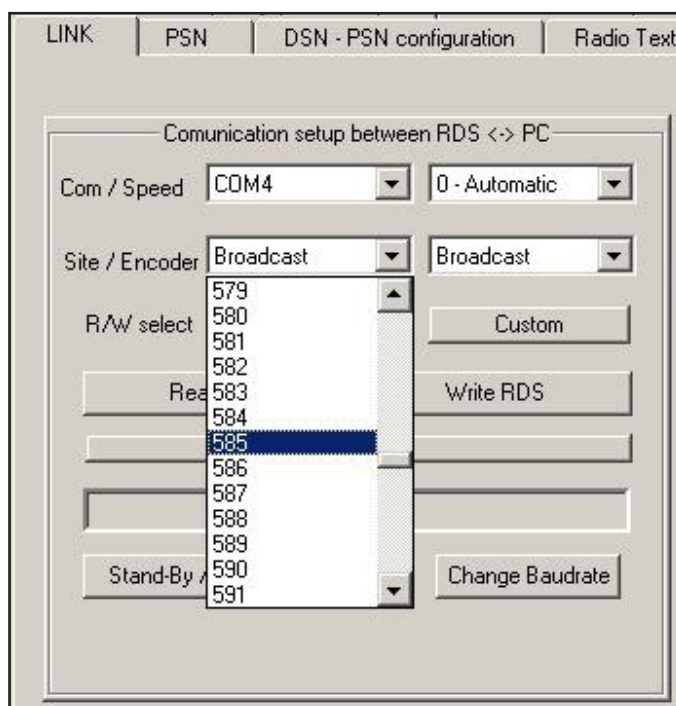 LINK PSN DSN - PSN configuration Radio Text
Comunication setup between RDS <-> PC
Com / Speed COM4 0 - Automatic
Site / Encoder Broadcast Broadcast
579
580
R/W select Custom
581
582
Rea 583 Write RDS
584
585
586
587
588
589
Stand-By / 590 Change Baudrate
591